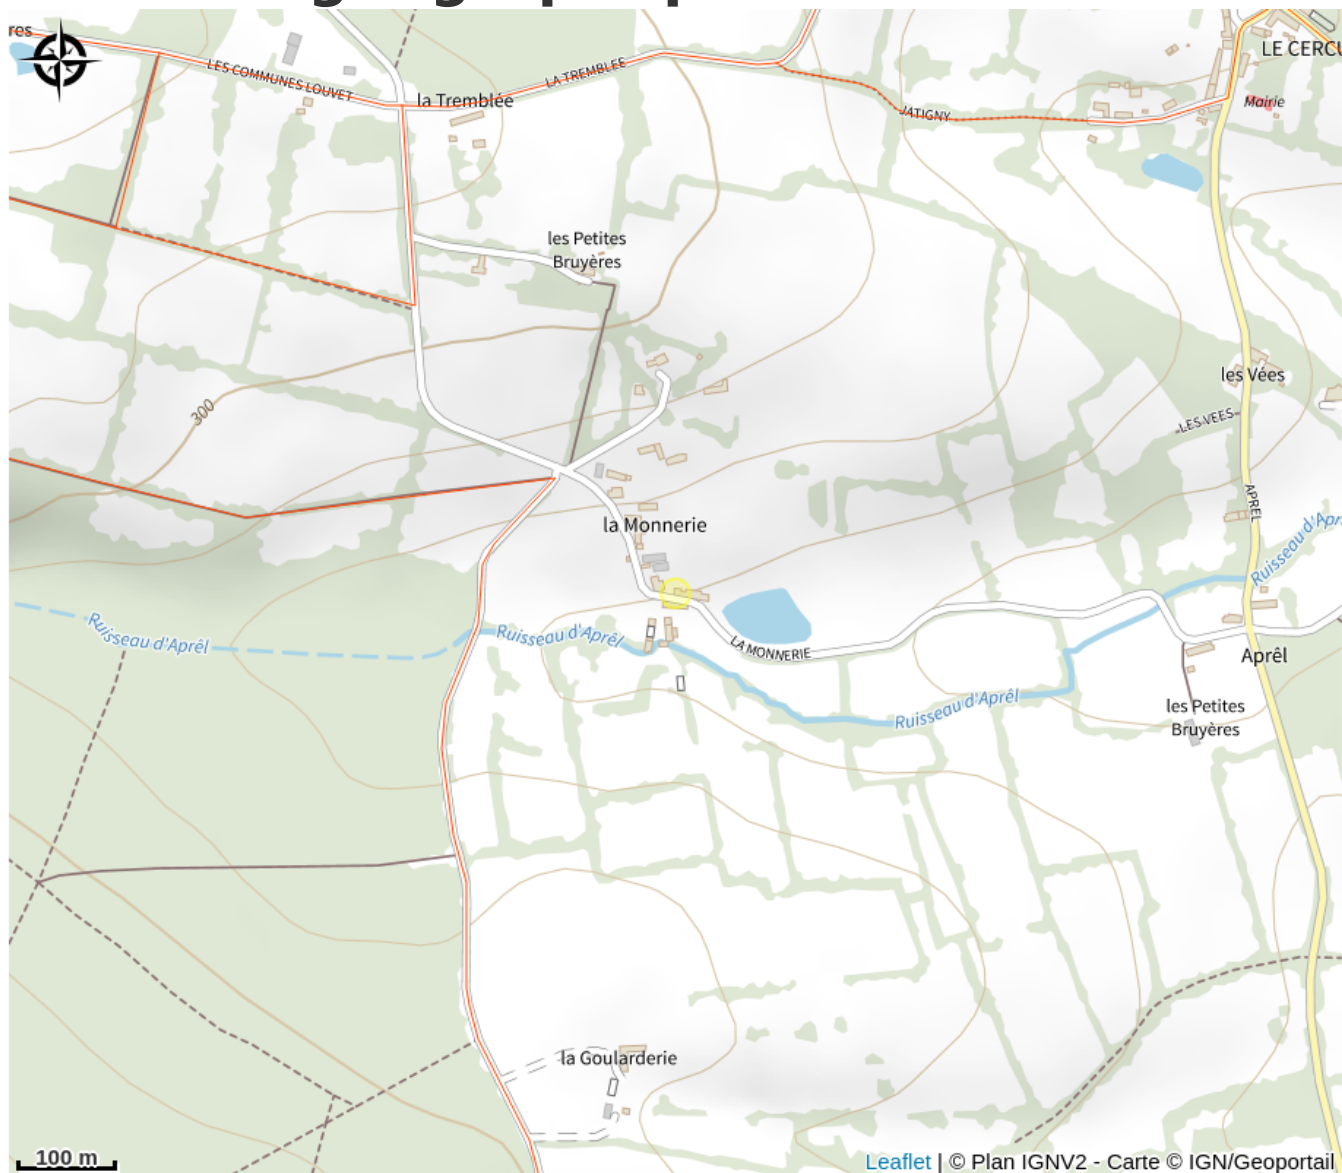 res
LE CERCU
LES COMMUNES LOUVET
LA TREMBLEE
la Tremblée
JATIGNY
Mairie
les Petites
Bruyères
les Vées
LES VEES
300
APREL
la Monnerie
Ruisseau d'Aprêl
Ruisseau d'Aprêl
Ruisseau d'Apr
LA MONNERIE
Aprêl
Ruisseau d'Aprêl
les Petites
Bruyères
la Goularderie
100 m
Leaflet | © Plan IGNV2 - Carte © IGN/Geoportail